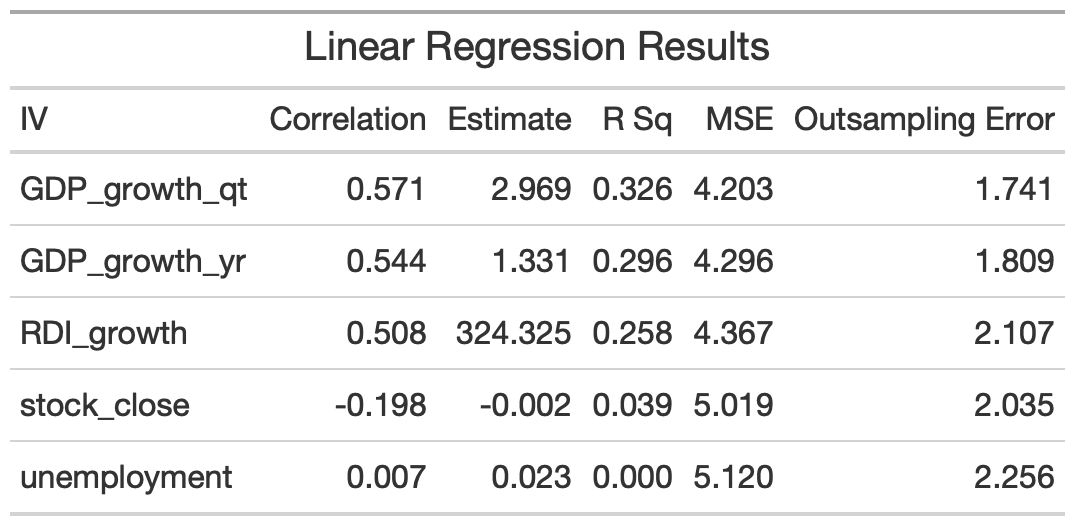 Linear Regression Results
IV Correlation Estimate R Sq MSE Outsampling Error
GDP_growth_qt 0.571 2.969 0.326 4.203 1.741
GDP_growth_yr 0.544 1.331 0.296 4.296 1.809
RDI_growth 0.508 324.325 0.258 4.367 2.107
stock_close -0.198 -0.002 0.039 5.019 2.035
unemployment 0.007 0.023 0.000 5.120 2.256